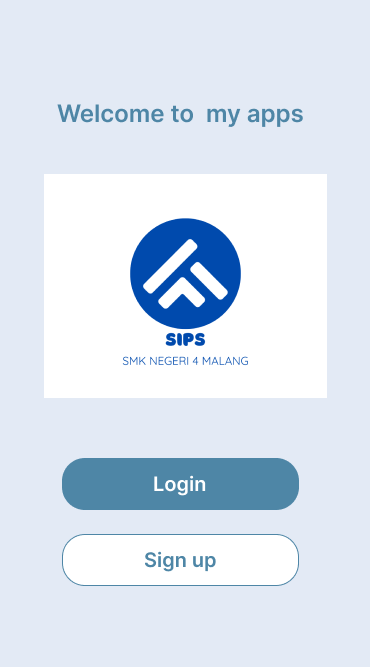 Welcome to  my apps
SIPS
SMK NEGERI 4 MALANG
Login
Sign up